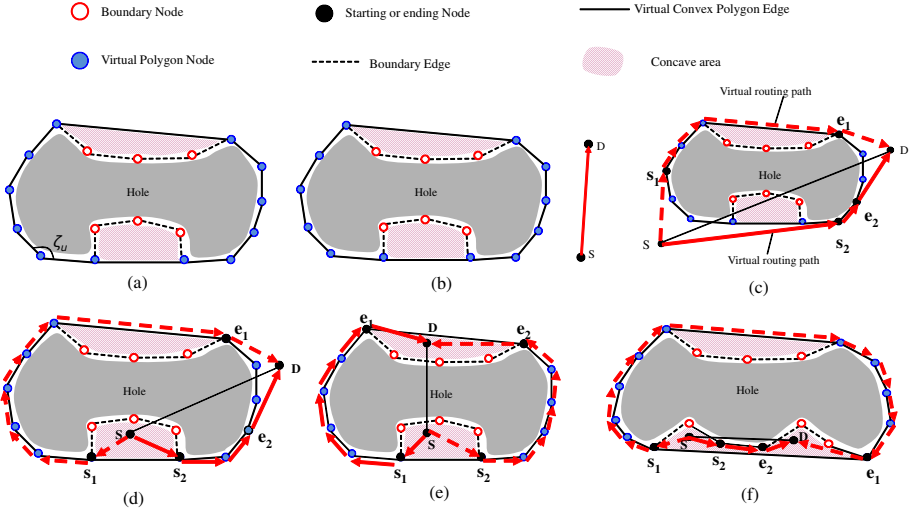 Boundary Node
Starting or ending Node
Virtual Convex Polygon Edge
Virtual Polygon Node
Boundary Edge
Concave area
Hole
ζu
(a)
Hole
(b)
D
S
Virtual routing path
e1
D
Hole
s1
e2
S
s2
Virtual routing path
(c)
e1
D
Hole
S
e2
s1
s2
(d)
e1
D
e2
Hole
S
s1
s2
(e)
Hole
S
D
s1
s2
e2
e1
(f)